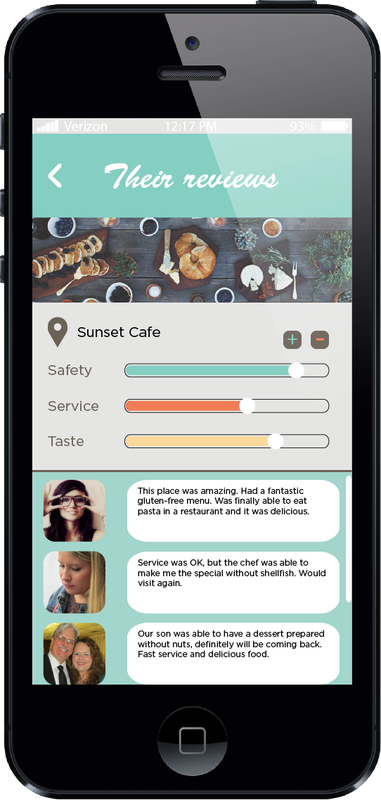 Verizon 12:17 PM 93%
Their reviews
Sunset Cafe
+ −
Safety
Service
Taste
This place was amazing. Had a fantastic
gluten-free menu. Was finally able to eat
pasta in a restaurant and it was delicious.
Service was OK, but the chef was able to
make me the special without shellfish. Would
visit again.
Our son was able to have a dessert prepared
without nuts, definitely will be coming back.
Fast service and delicious food.